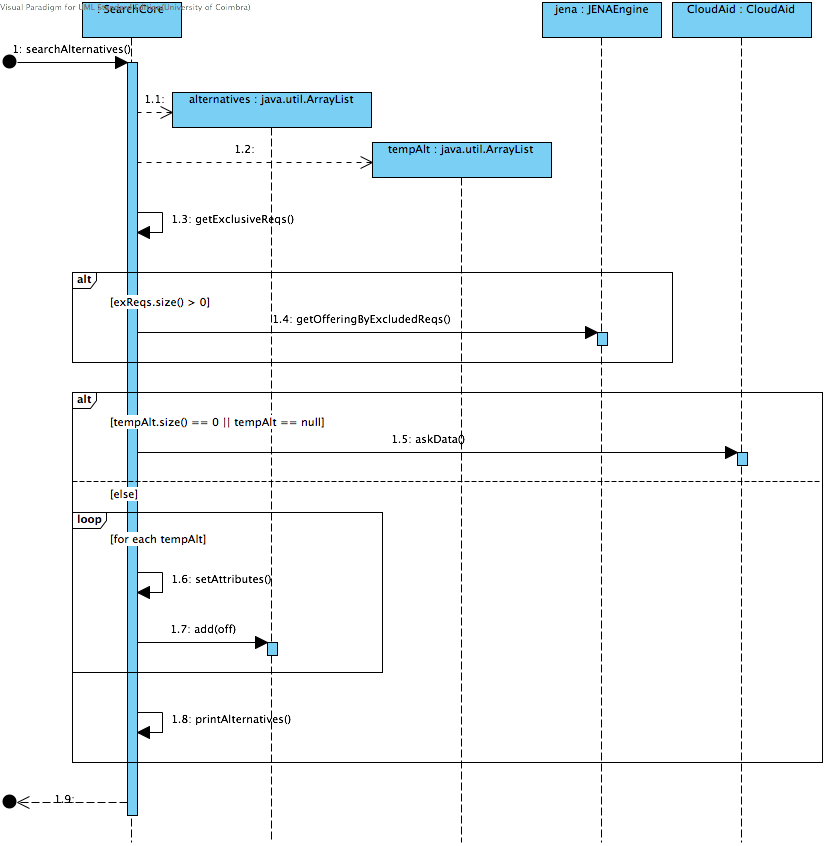 Visual Paradigm for UML Standard Edition(University of Coimbra)
: SearchCore
jena : JENAEngine
CloudAid : CloudAid
1: searchAlternatives()
1.1:
alternatives : java.util.ArrayList
1.2:
tempAlt : java.util.ArrayList
1.3: getExclusiveReqs()
alt
[exReqs.size() > 0]
1.4: getOfferingByExcludedReqs()
alt
[tempAlt.size() == 0 || tempAlt == null]
1.5: askData()
[else]
loop
[for each tempAlt]
1.6: setAttributes()
1.7: add(off)
1.8: printAlternatives()
1.9: